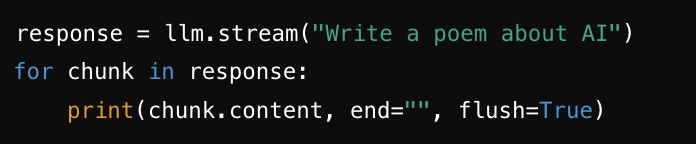 response = llm.stream("Write a poem about AI")
for chunk in response:
    print(chunk.content, end="", flush=True)